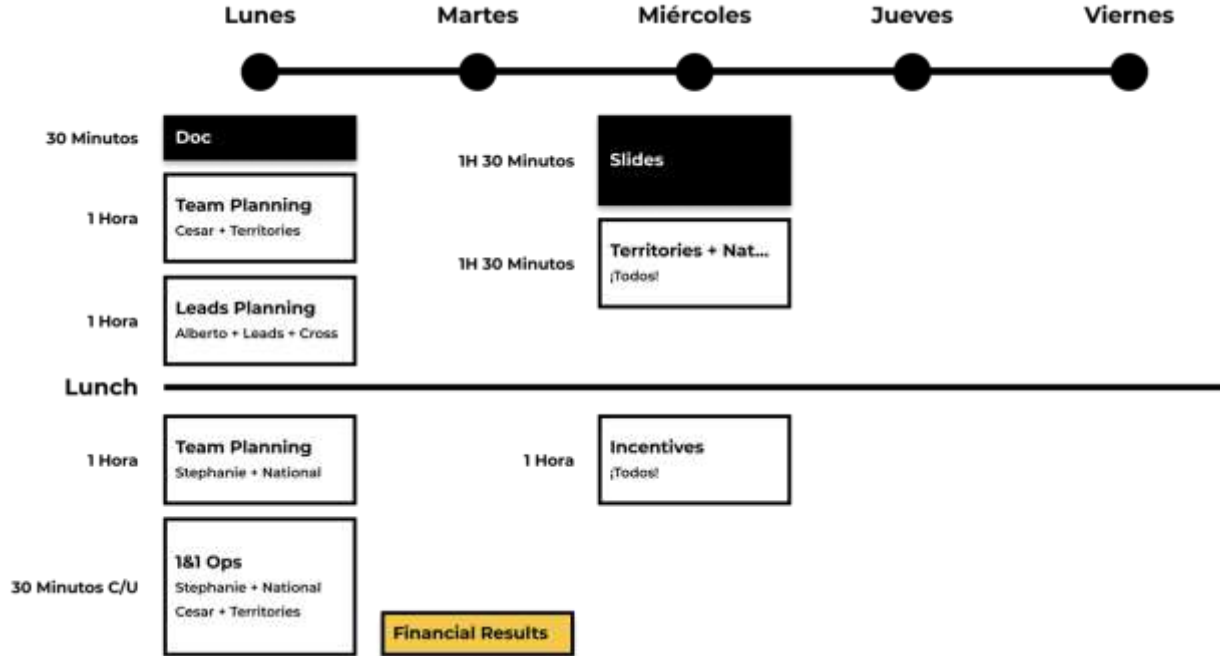 Lunes Martes Miércoles Jueves Viernes
30 Minutos
Doc
1H 30 Minutos
Slides
1 Hora
Team Planning
Cesar + Territories
1H 30 Minutos
Territories + Nat...
¡Todos!
1 Hora
Leads Planning
Alberto + Leads + Cross
Lunch
1 Hora
Team Planning
Stephanie + National
1 Hora
Incentives
¡Todos!
30 Minutos C/U
1&1 Ops
Stephanie + National
Cesar + Territories
Financial Results